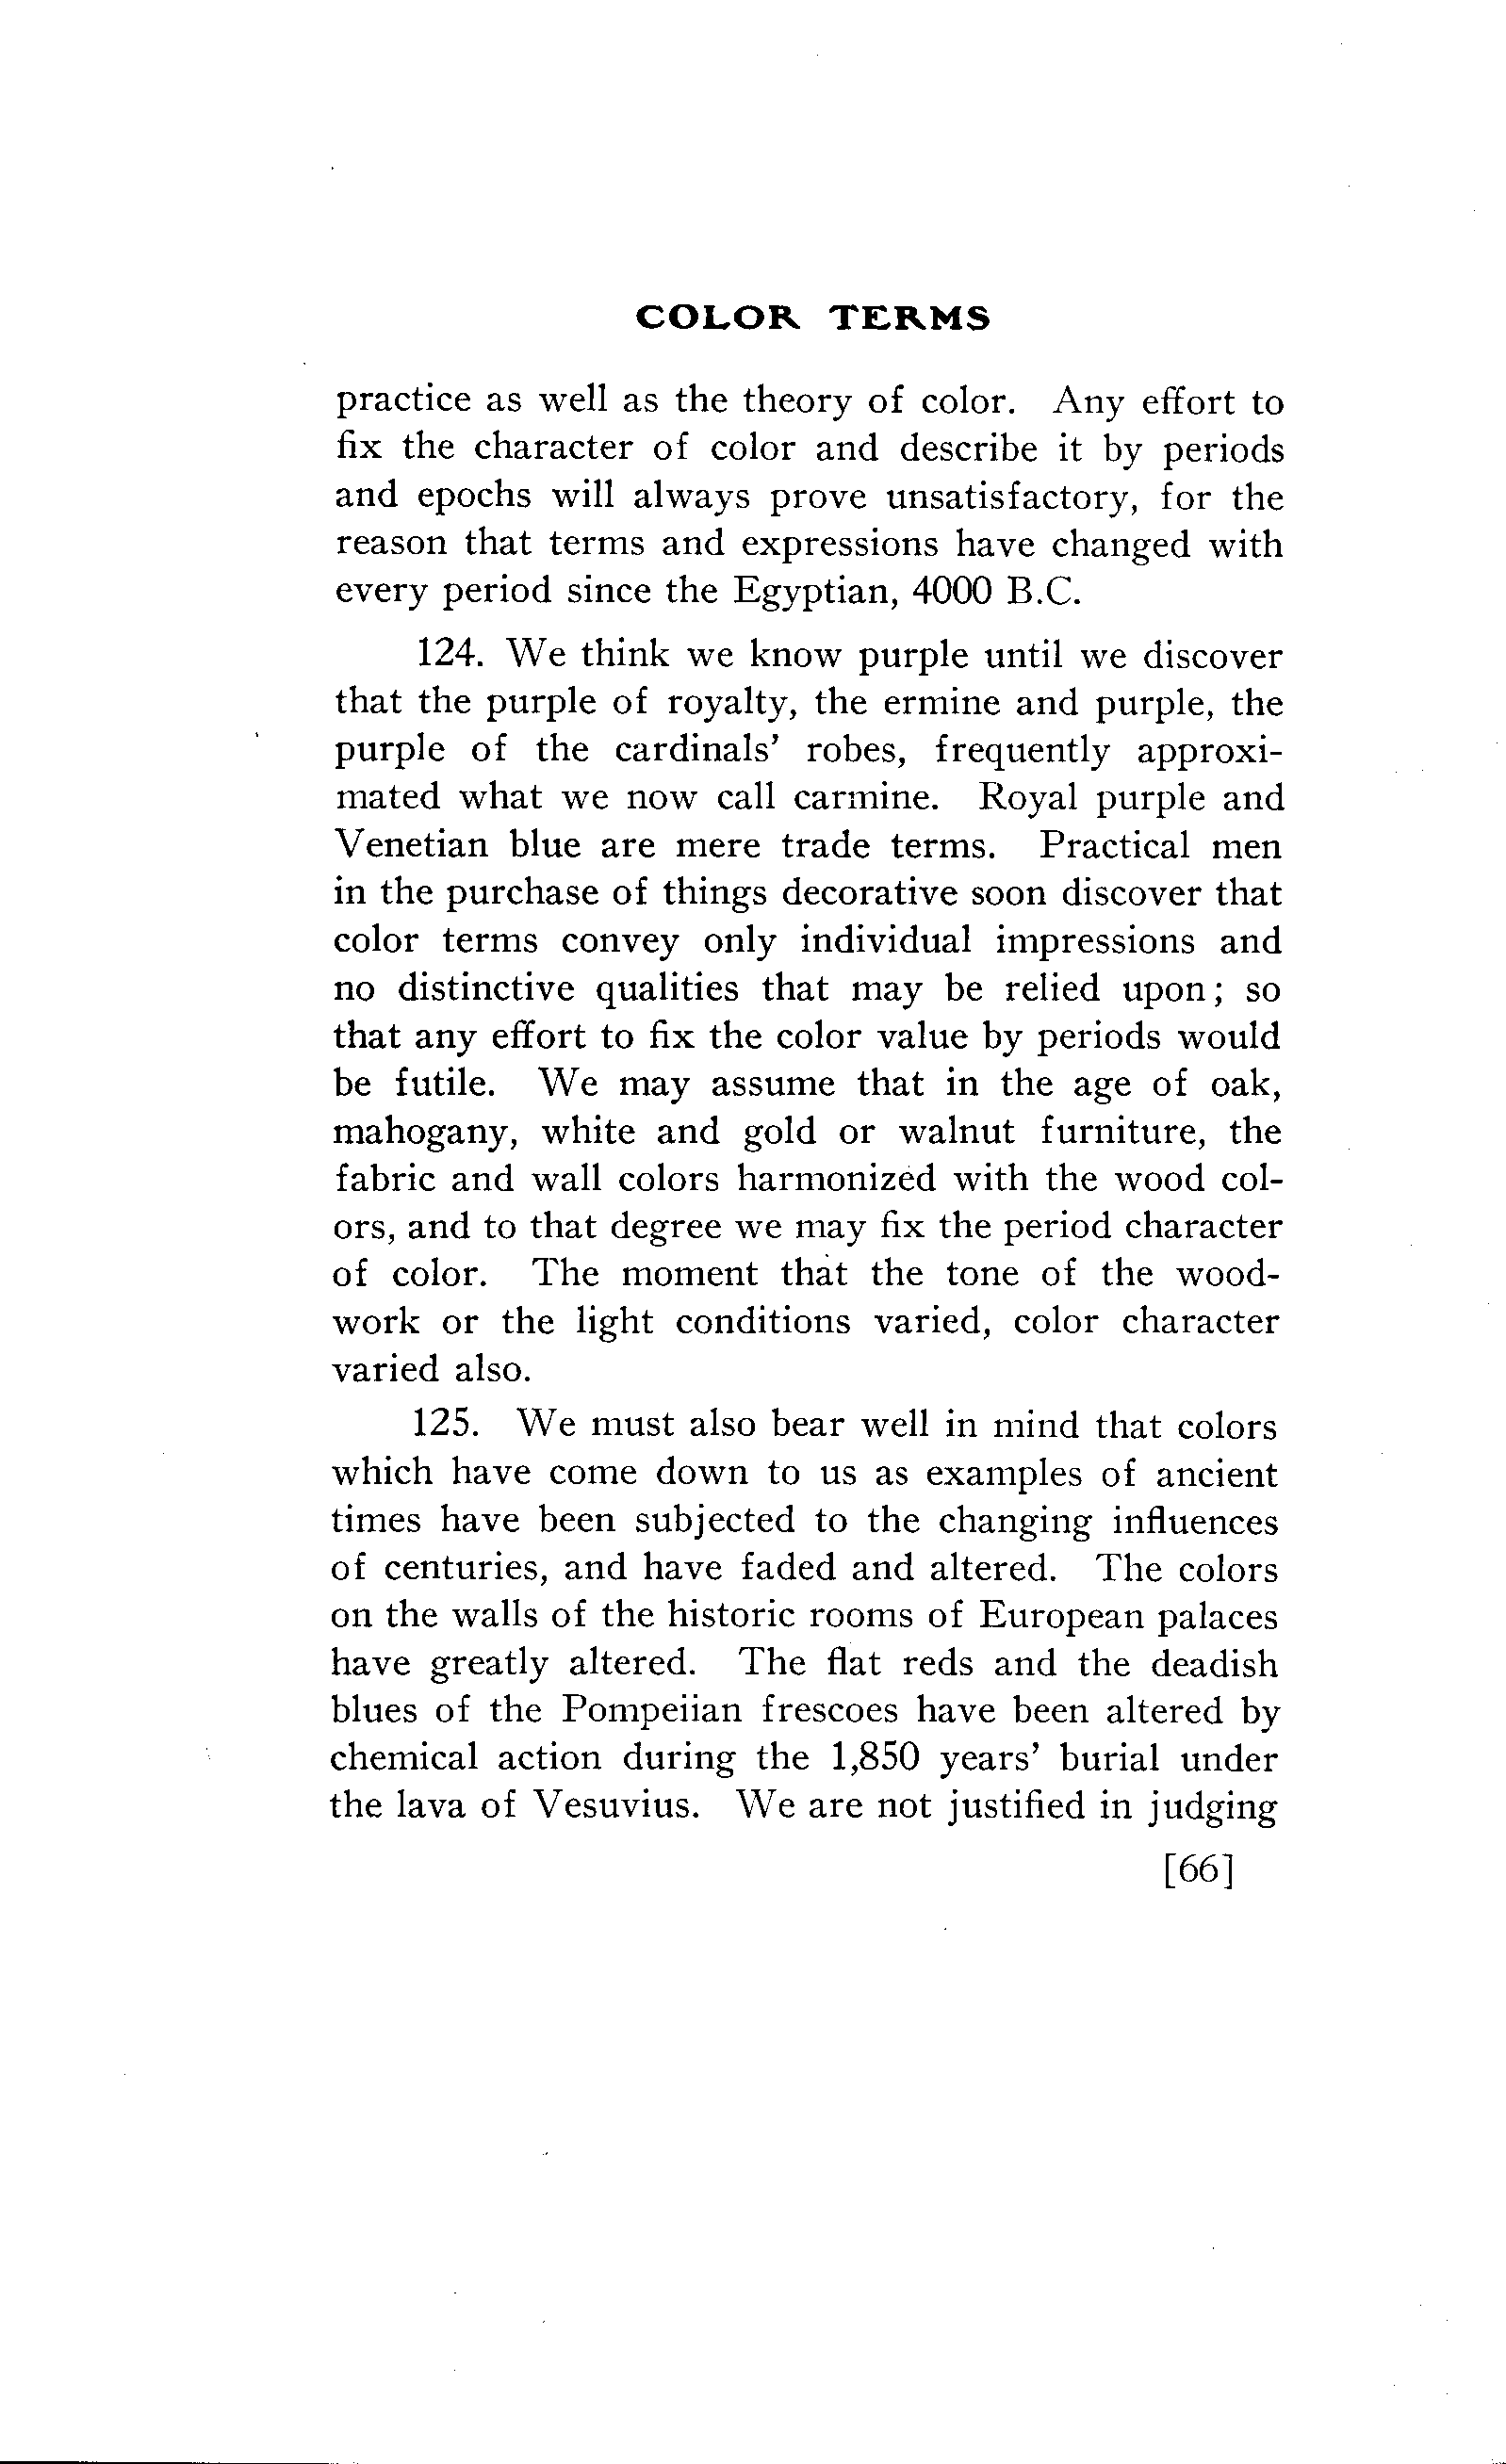 COLOR TERMS
practice as well as the theory of color. Any effort to
fix the character of color and describe it by periods
and epochs will always prove unsatisfactory, for the
reason that terms and expressions have changed with
every period since the Egyptian, 4000 B.C.
124. We think we know purple until we discover
that the purple of royalty, the ermine and purple, the
purple of the cardinals' robes, frequently approxi-
mated what we now call carmine. Royal purple and
Venetian blue are mere trade terms. Practical men
in the purchase of things decorative soon discover that
color terms convey only individual impressions and
no distinctive qualities that may be relied upon; so
that any effort to fix the color value by periods would
be futile. We may assume that in the age of oak,
mahogany, white and gold or walnut furniture, the
fabric and wall colors harmonized with the wood col-
ors, and to that degree we may fix the period character
of color. The moment that the tone of the wood-
work or the light conditions varied, color character
varied also.
125. We must also bear well in mind that colors
which have come down to us as examples of ancient
times have been subjected to the changing influences
of centuries, and have faded and altered. The colors
on the walls of the historic rooms of European palaces
have greatly altered. The flat reds and the deadish
blues of the Pompeiian frescoes have been altered by
chemical action during the 1,850 years' burial under
the lava of Vesuvius. We are not justified in judging
[66]